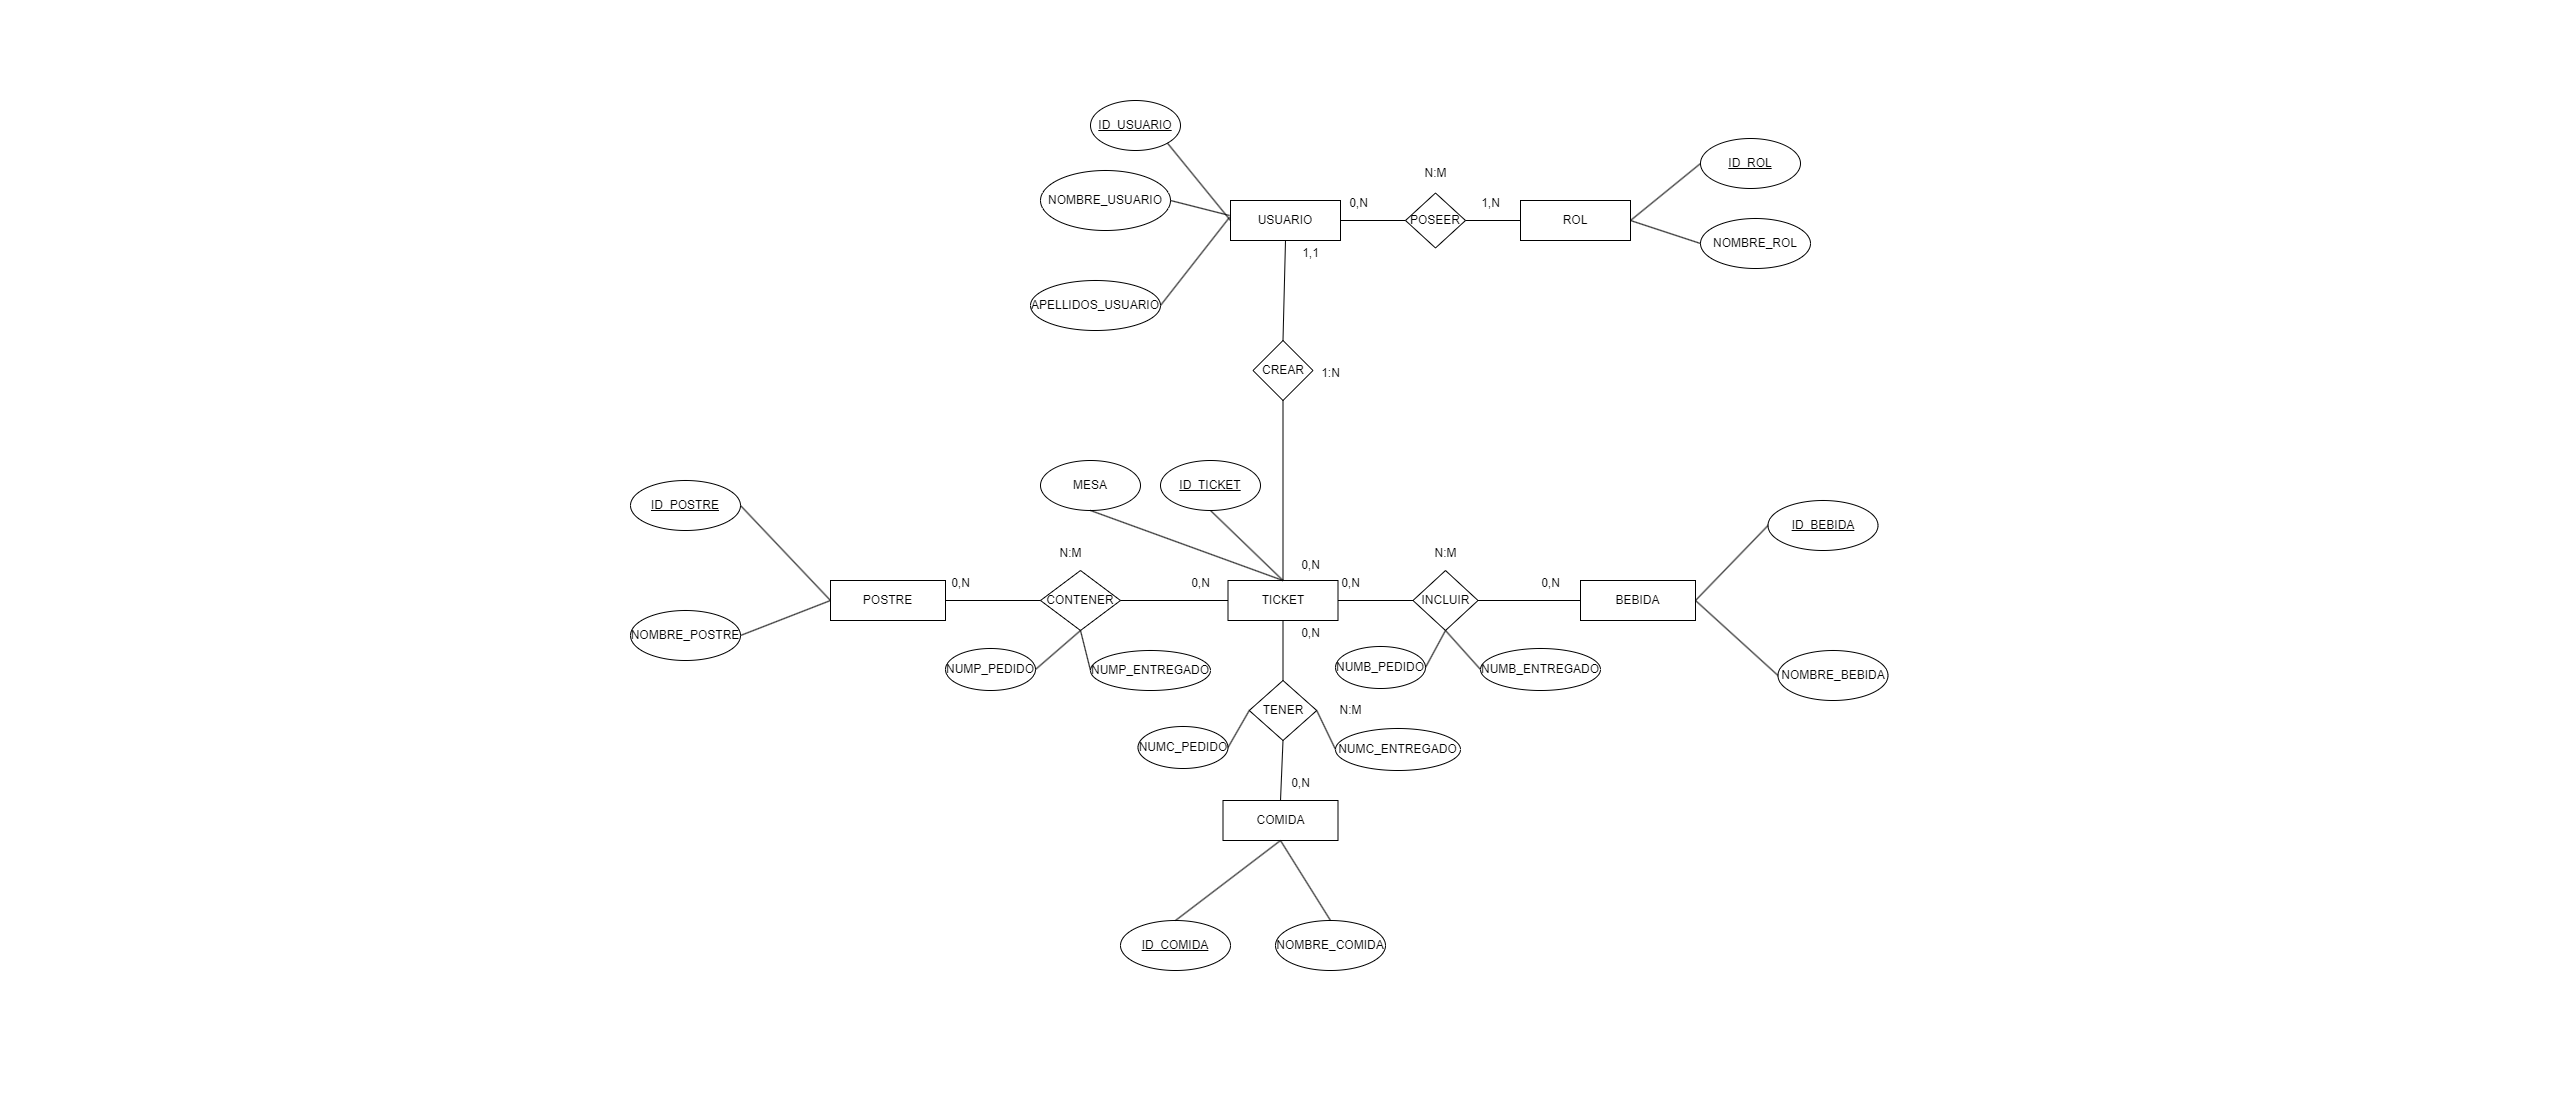 ID_USUARIO
NOMBRE_USUARIO
APELLIDOS_USUARIO
USUARIO
0,N
N:M
POSEER
1,N
ROL
ID_ROL
NOMBRE_ROL
1,1
CREAR
1:N
MESA
ID_TICKET
0,N
ID_POSTRE
NOMBRE_POSTRE
POSTRE
0,N
N:M
CONTENER
0,N
NUMP_PEDIDO
NUMP_ENTREGADO
TICKET
0,N
N:M
INCLUIR
0,N
NUMB_PEDIDO
NUMB_ENTREGADO
BEBIDA
ID_BEBIDA
NOMBRE_BEBIDA
0,N
TENER
N:M
NUMC_PEDIDO
NUMC_ENTREGADO
0,N
COMIDA
ID_COMIDA
NOMBRE_COMIDA